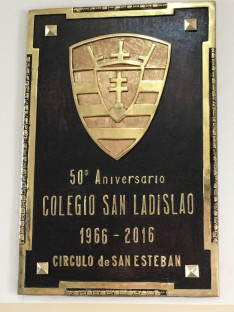 50º Aniversario
COLEGIO SAN LADISLAO
1966 - 2016
CIRCULO de SAN ESTEBAN